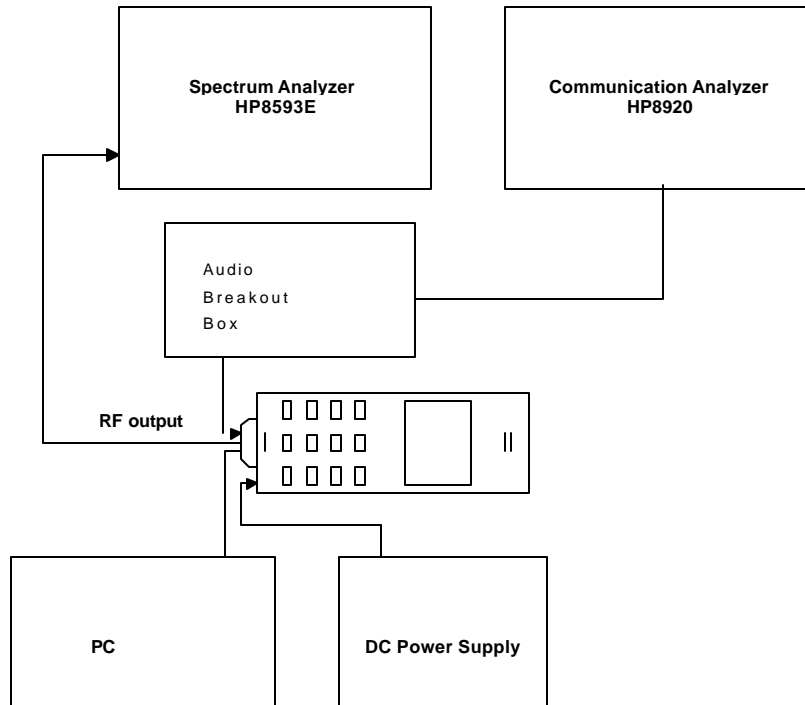 Spectrum Analyzer
HP8593E
Communication Analyzer
HP8920
Audio
Breakout
Box
RF output
PC
DC Power Supply